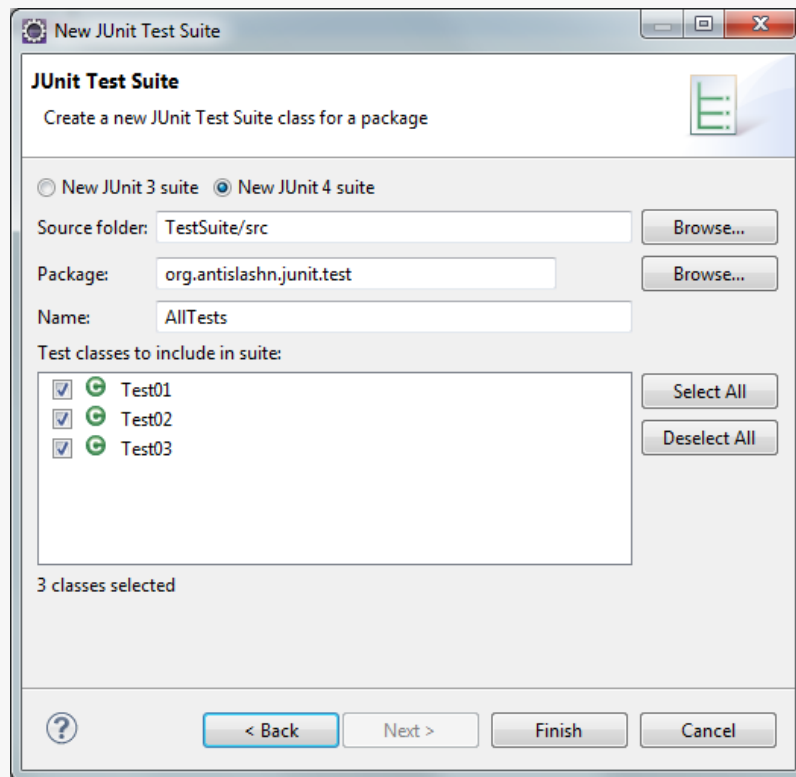 New JUnit Test Suite
JUnit Test Suite
Create a new JUnit Test Suite class for a package
New JUnit 3 suite New JUnit 4 suite
Source folder: TestSuite/src Browse...
Package: org.antislashn.junit.test Browse...
Name: AllTests
Test classes to include in suite:
Test01 Select All
Test02
Deselect All
Test03
3 classes selected
< Back Next > Finish Cancel